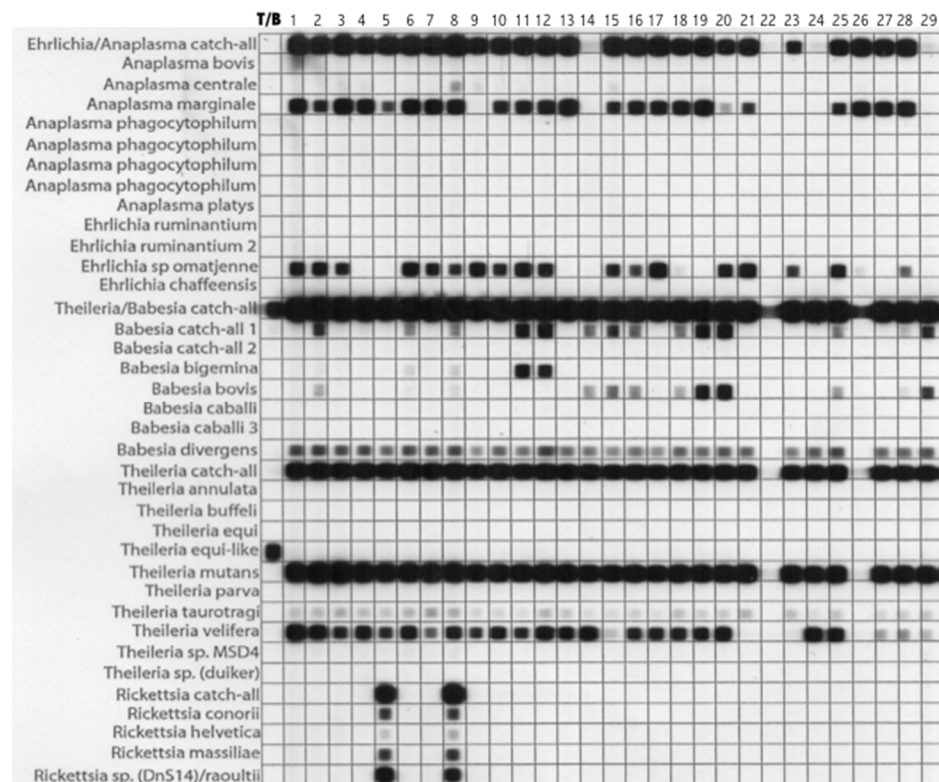 T/B 1 2 3 4 5 6 7 8 9 10 11 12 13 14 15 16 17 18 19 20 21 22 23 24 25 26 27 28 29
Ehrlichia/Anaplasma catch-all
Anaplasma bovis
Anaplasma centrale
Anaplasma marginale
Anaplasma phagocytophilum
Anaplasma phagocytophilum
Anaplasma phagocytophilum
Anaplasma phagocytophilum
Anaplasma platys
Ehrlichia ruminantium
Ehrlichia ruminantium 2
Ehrlichia sp omatjenne
Ehrlichia chaffeensis
Theileria/Babesia catch-all
Babesia catch-all 1
Babesia catch-all 2
Babesia bigemina
Babesia bovis
Babesia caballi
Babesia caballi 3
Babesia divergens
Theileria catch-all
Theileria annulata
Theileria buffeli
Theileria equi
Theileria equi-like
Theileria mutans
Theileria parva
Theileria taurotragi
Theileria velifera
Theileria sp. MSD4
Theileria sp. (duiker)
Rickettsia catch-all
Rickettsia conorii
Rickettsia helvetica
Rickettsia massiliae
Rickettsia sp. (DnS14)/raoultii